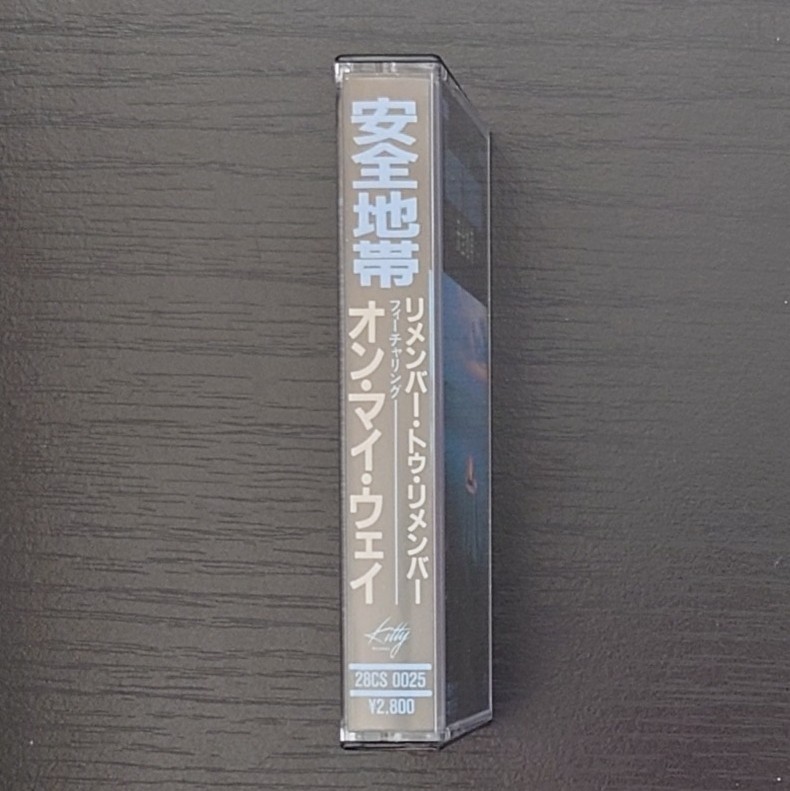 安全地帯
リメンバー・トゥ・リメンバー
フィーチャリング
オン・マイ・ウェイ
Kitty
28CS 0025
¥2,800